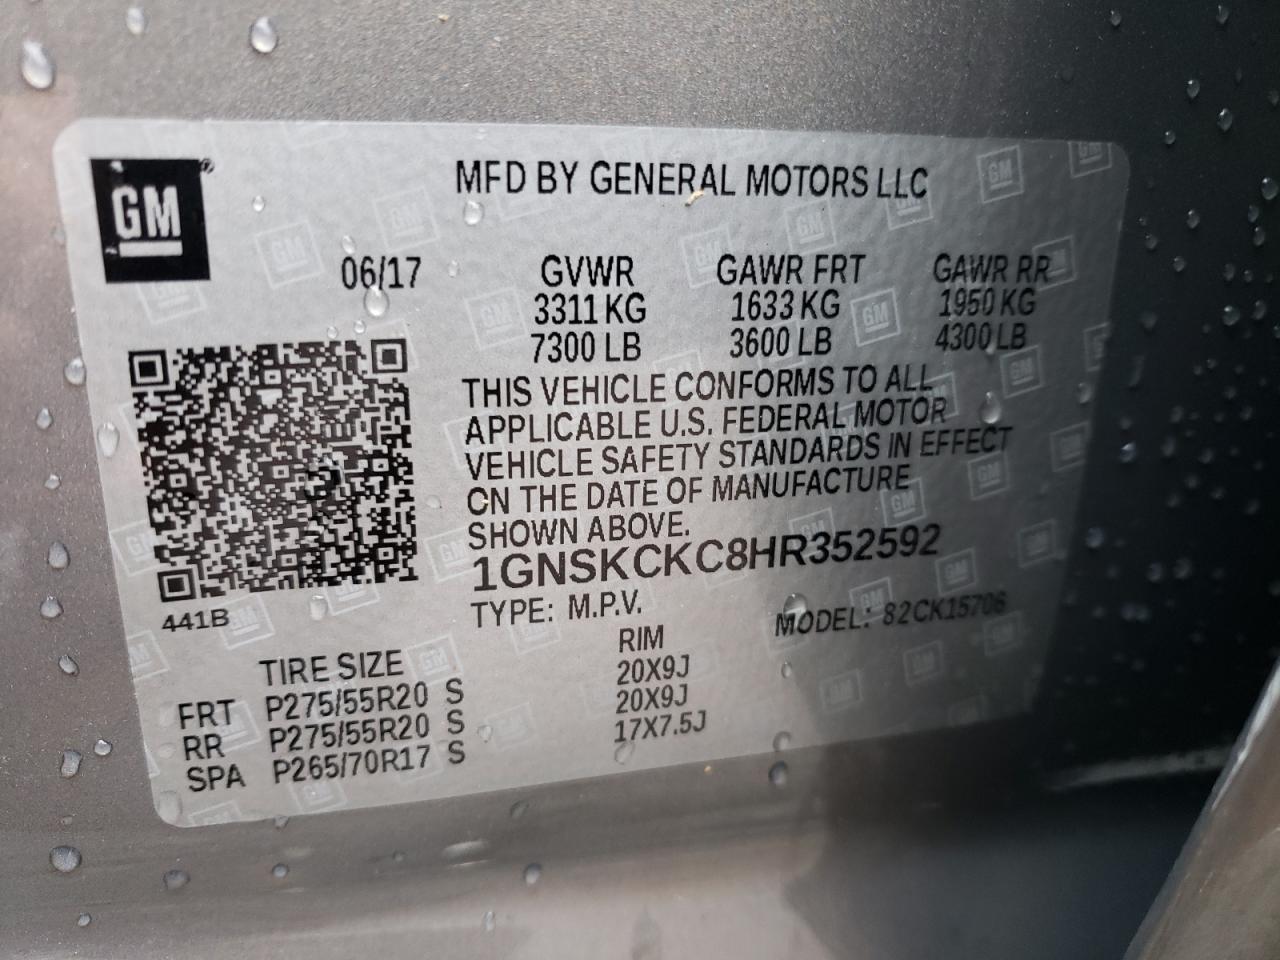 GM ®
MFD BY GENERAL MOTORS LLC
06/17 GVWR GAWR FRT GAWR RR
3311 KG 1633 KG 1950 KG
7300 LB 3600 LB 4300 LB
THIS VEHICLE CONFORMS TO ALL
APPLICABLE U.S. FEDERAL MOTOR
VEHICLE SAFETY STANDARDS IN EFFECT
ON THE DATE OF MANUFACTURE
SHOWN ABOVE.
1GNSKCKC8HR352592
441B
TYPE: M.P.V. MODEL: 82CK15706
TIRE SIZE RIM
FRT P275/55R20 S 20X9J
RR P275/55R20 S 20X9J
SPA P265/70R17 S 17X7.5J